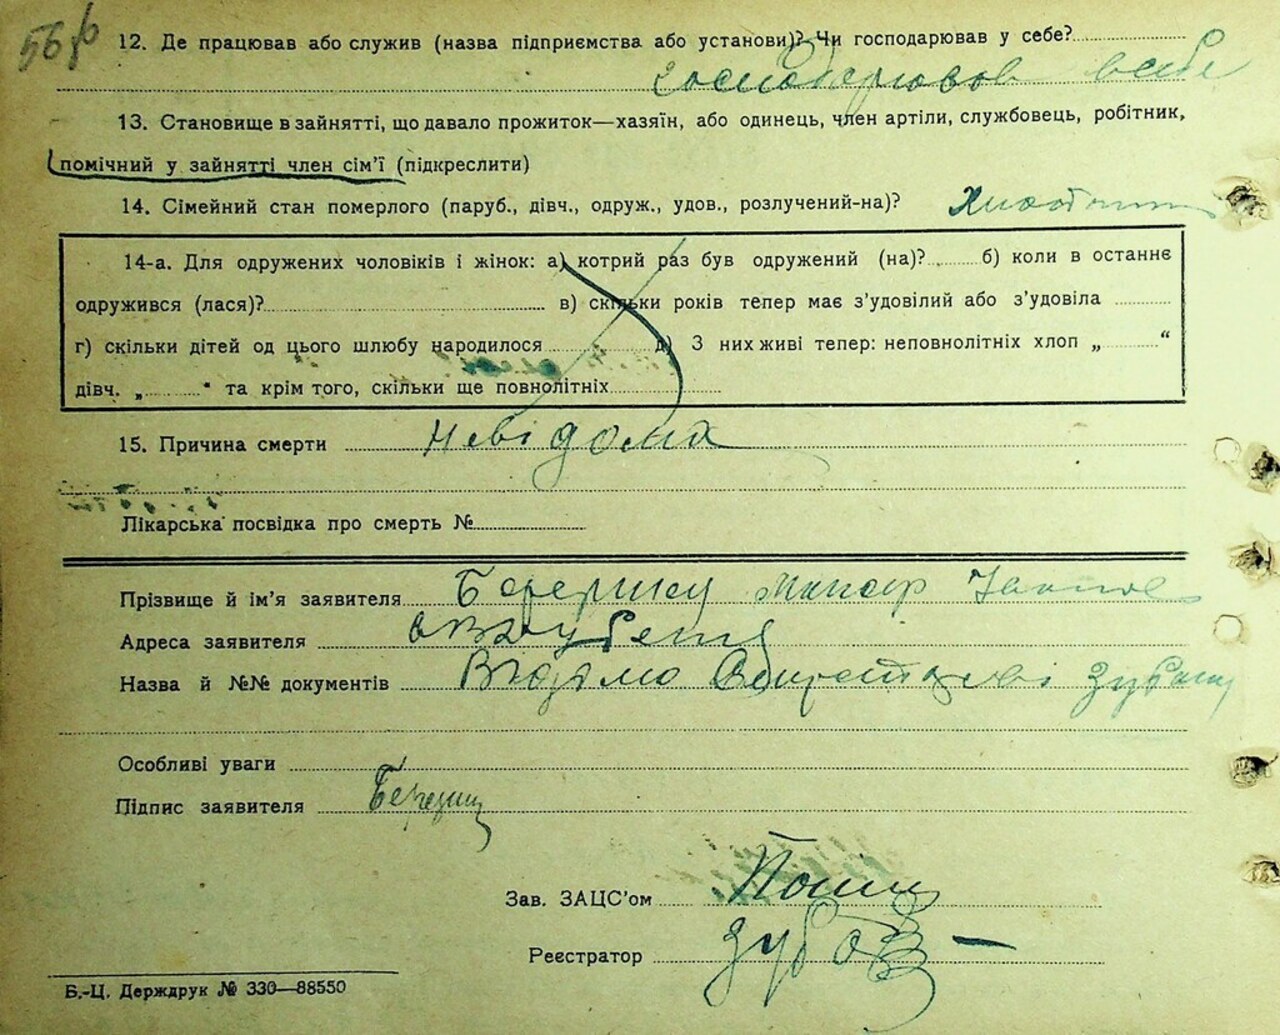 12. Де працював або служив (назва підприємства або установи)? Чи господарював у себе?
господарював в себе
13. Становище в зайнятті, що давало прожиток—хазяїн, або одинець, член артіли, службовець, робітник,
помічний у зайнятті член сім'ї (підкреслити)
14. Сімейний стан померлого (паруб., дівч., одруж., удов., розлучений-на)?
14-а. Для одружених чоловіків і жінок: а) котрий раз був одружений (на)? б) коли в останнє
одружився (лася)? в) скільки років тепер має з'удовілий або з'удовіла
г) скільки дітей од цього шлюбу народилося д) З них живі тепер: неповнолітніх хлоп „ “
дівч. „ “ та крім того, скільки ще повнолітніх
15. Причина смерти невідома
Лікарська посвідка про смерть №
Прізвище й ім'я заявителя
Адреса заявителя
Назва й №№ документів
Особливі уваги
Підпис заявителя
Зав. ЗАЦС'ом
Реєстратор
Б.-Ц. Держдрук № 330—88550